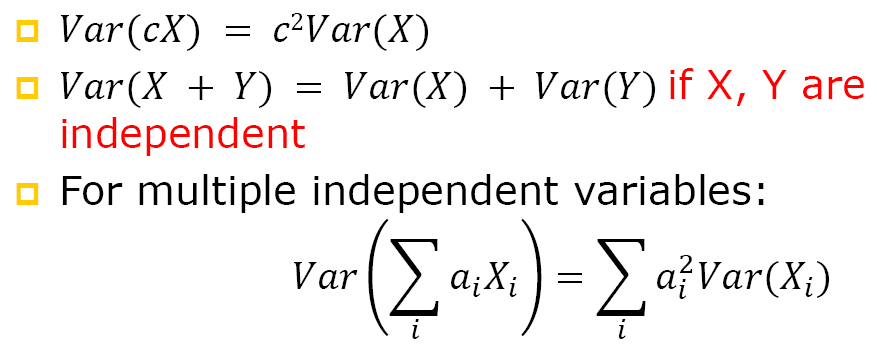 Var(cX) = c²Var(X)
Var(X + Y) = Var(X) + Var(Y) if X, Y are
independent
For multiple independent variables:
Var(∑ᵢ aᵢXᵢ) = ∑ᵢ aᵢ²Var(Xᵢ)